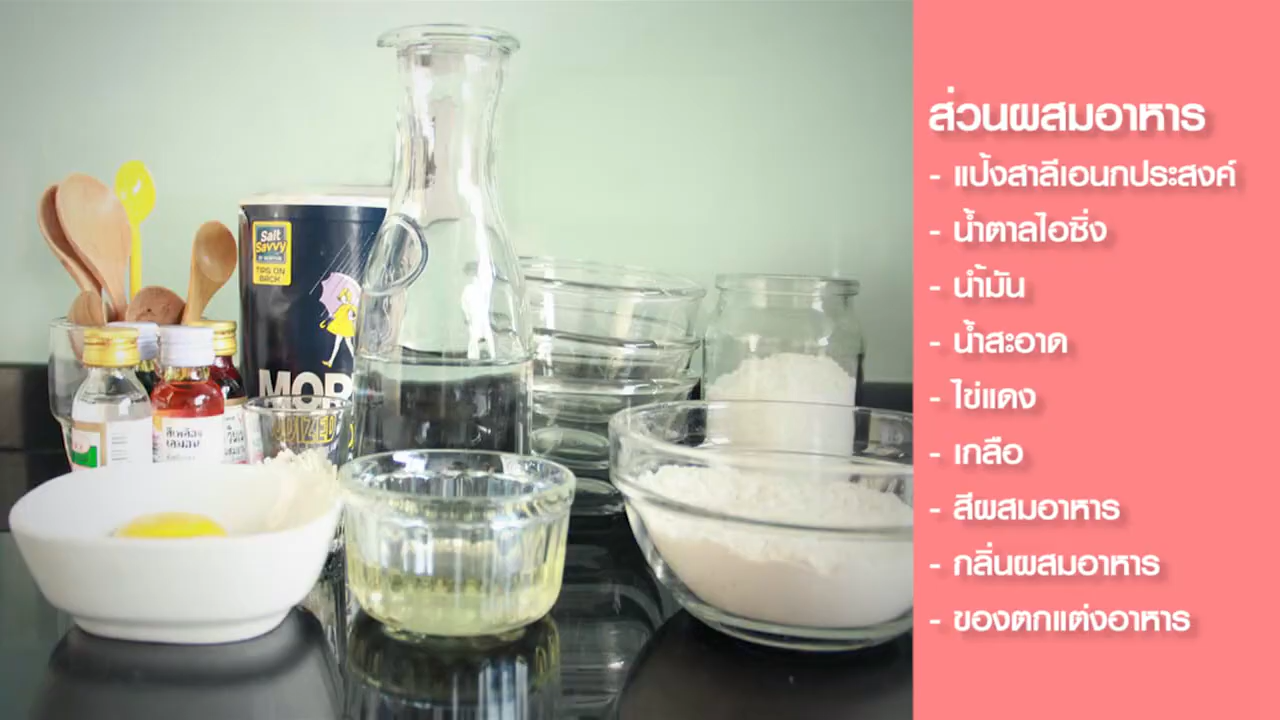 ส่วนผสมอาหาร
- แป้งสาลีเอนกประสงค์
- น้ำตาลไอซิ่ง
- น้ำมัน
- น้ำสะอาด
- ไข่แดง
- เกลือ
- สีผสมอาหาร
- กลิ่นผสมอาหาร
- ของตกแต่งอาหาร
Salt
Savvy
TIPS ON
BACK
MOR